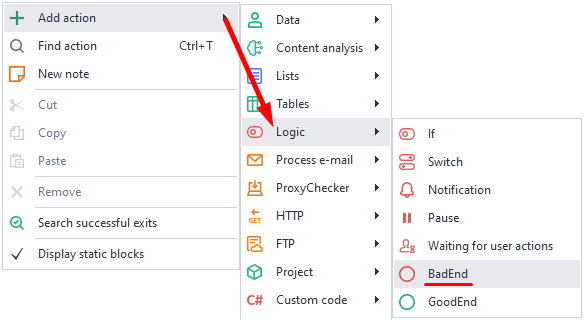 Add action
Find action Ctrl+T
New note
Cut
Copy
Paste
Remove
Search successful exits
Display static blocks
Data
Content analysis
Lists
Tables
Logic
Process e-mail
ProxyChecker
GET
HTTP
FTP
Project
C# Custom code
If
Switch
Notification
Pause
Waiting for user actions
BadEnd
GoodEnd